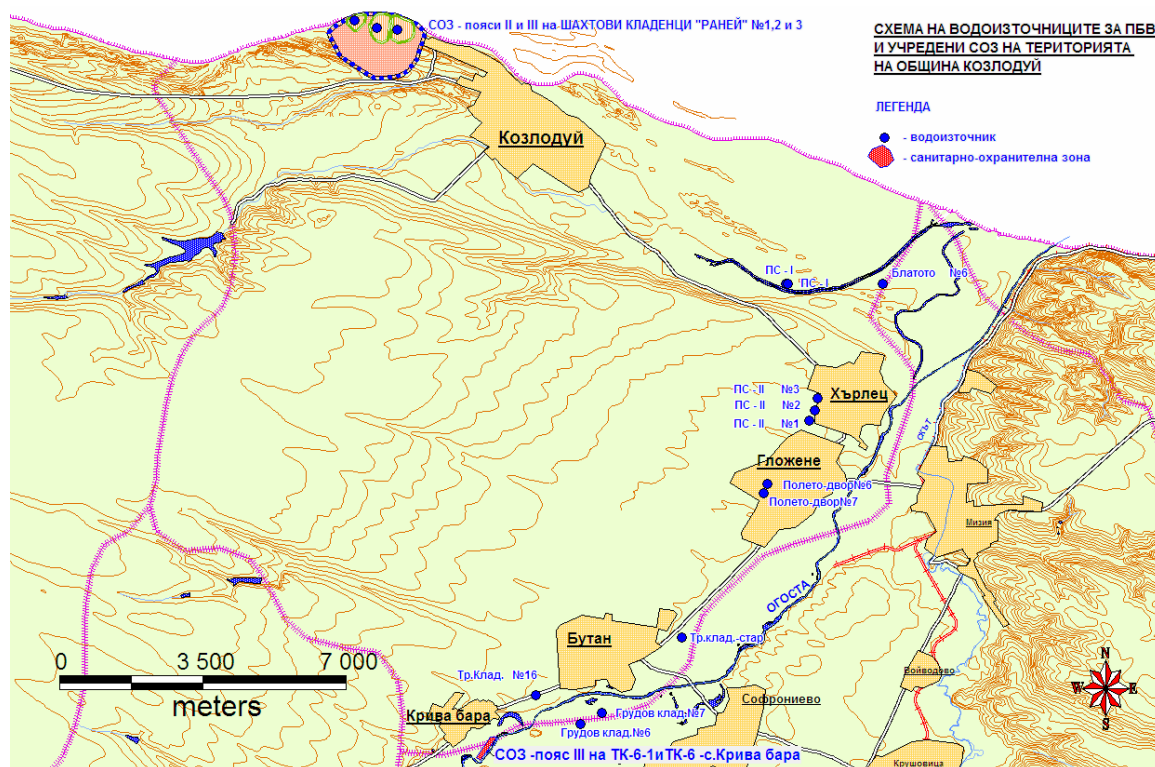 СОЗ - пояси II и III на ШАХТОВИ КЛАДЕНЦИ "РАНЕЙ" №1,2 и 3
СХЕМА НА ВОДОИЗТОЧНИЦИТЕ ЗА ПБВ
И УЧРЕДЕНИ СОЗ НА ТЕРИТОРИЯТА
НА ОБЩИНА КОЗЛОДУЙ
ЛЕГЕНДА
- водоизточник
- санитарно-охранителна зона
Козлодуй
ПС - I
ПС - I
Блатото №6
ПС - II №3
ПС - II №2
ПС - II №1
Хърлец
СКЪТ
Гложене
Полето-двор№6
Полето-двор№7
Мизия
ОГОСТА
Бутан
Тр.клад.-стар
Войводово
0 3 500 7 000
meters
Тр.Клад. №16
Софрониево
Крива бара
Грудов клад.№7
Грудов клад.№6
СОЗ -пояс III на ТК-6-1иТК-6 -с.Крива бара
Крушовица
N
W E
S